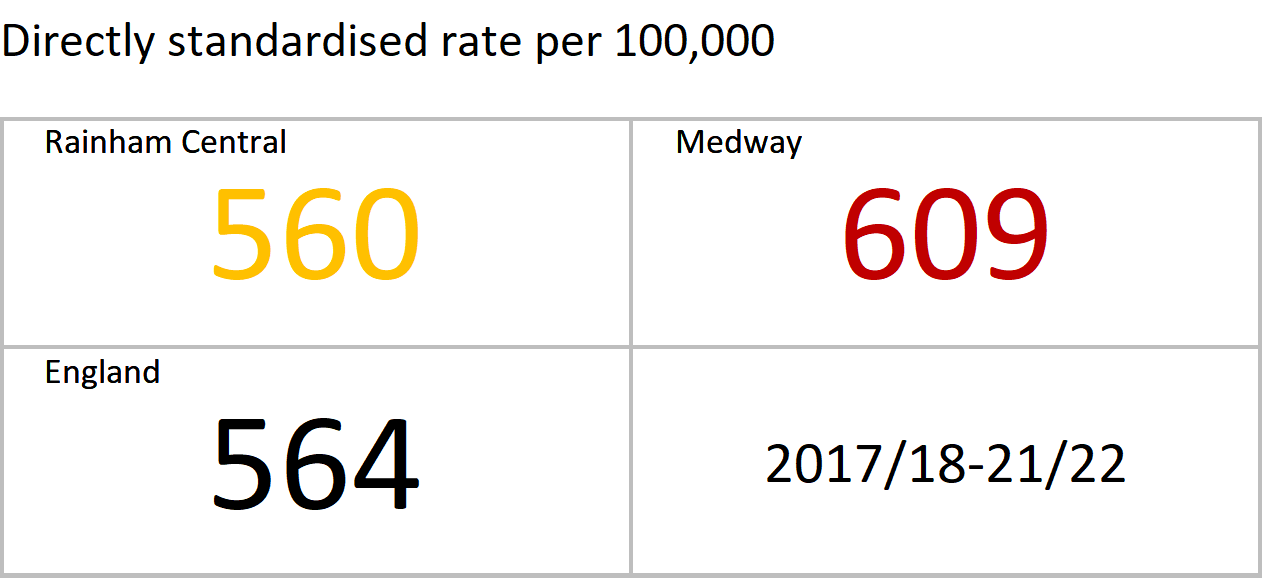 Directly standardised rate per 100,000
Rainham Central
560
Medway
609
England
564
2017/18-21/22